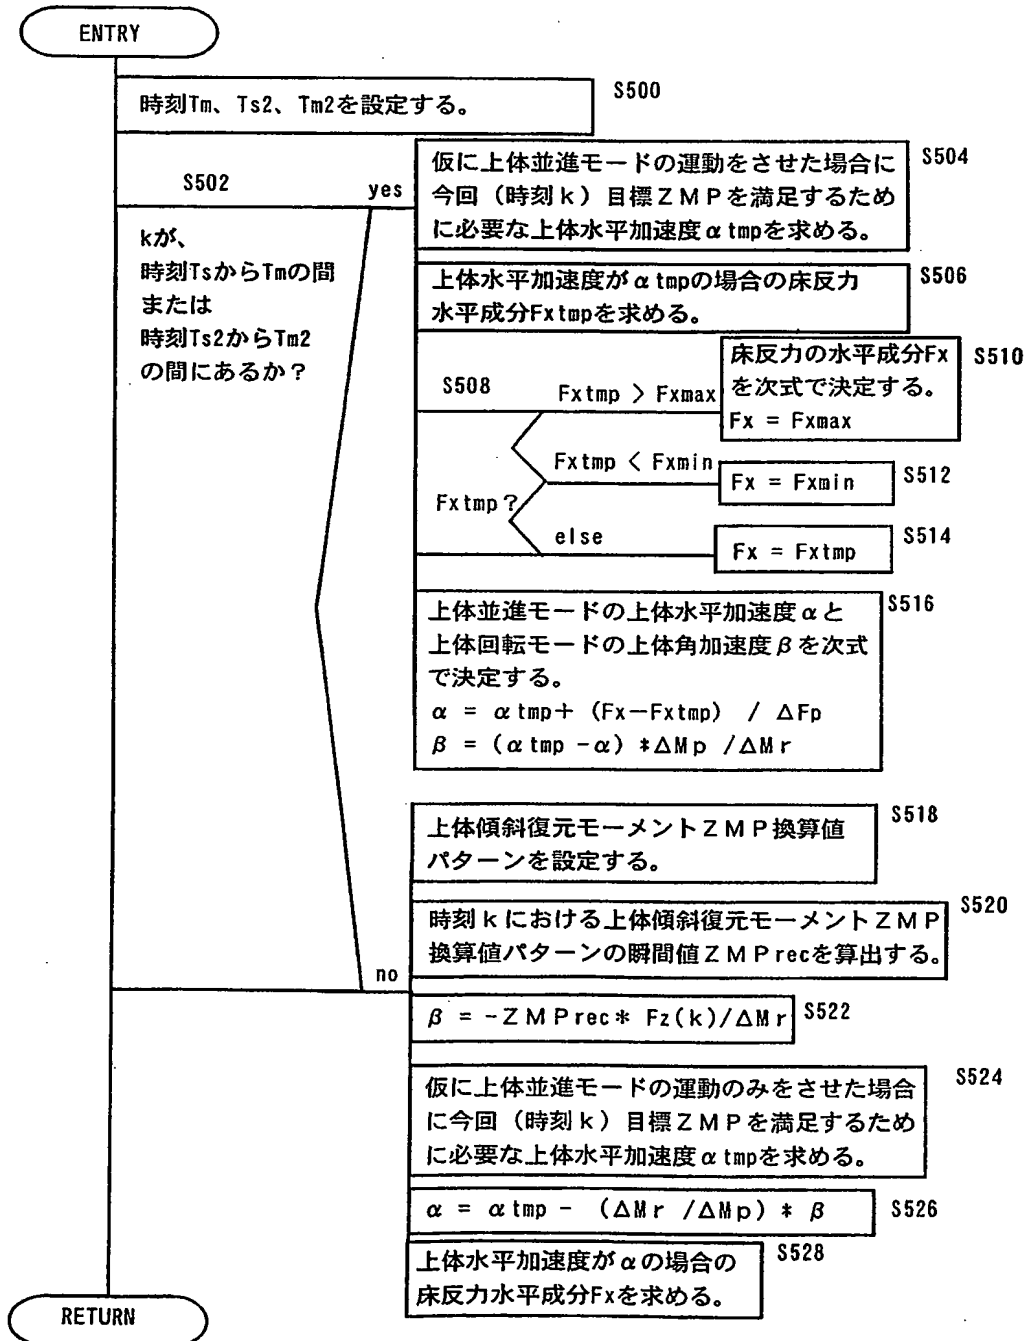 ENTRY
時刻Tm、Ts2、Tm2を設定する。
S500
S502
yes
kが、
時刻TsからTmの間
または
時刻Ts2からTm2
の間にあるか？
仮に上体並進モードの運動をさせた場合に
今回（時刻k）目標ZMPを満足するため
に必要な上体水平加速度αtmpを求める。
S504
上体水平加速度がαtmpの場合の床反力
水平成分Fxtmpを求める。
S506
S508
Fxtmp？
Fxtmp > Fxmax
床反力の水平成分Fx
を次式で決定する。
Fx = Fxmax
S510
Fxtmp < Fxmin
Fx = Fxmin
S512
else
Fx = Fxtmp
S514
上体並進モードの上体水平加速度αと
上体回転モードの上体角加速度βを次式
で決定する。
α = αtmp+ (Fx−Fxtmp) / ΔFp
β = (αtmp -α) *ΔMp /ΔMr
S516
no
上体傾斜復元モーメントZMP換算値
パターンを設定する。
S518
時刻kにおける上体傾斜復元モーメントZMP
換算値パターンの瞬間値ZMPrecを算出する。
S520
β = -ZMPrec* Fz(k)/ΔMr
S522
仮に上体並進モードの運動のみをさせた場合
に今回（時刻k）目標ZMPを満足するため
に必要な上体水平加速度αtmpを求める。
S524
α = αtmp - (ΔMr /ΔMp) * β
S526
上体水平加速度がαの場合の
床反力水平成分Fxを求める。
S528
RETURN